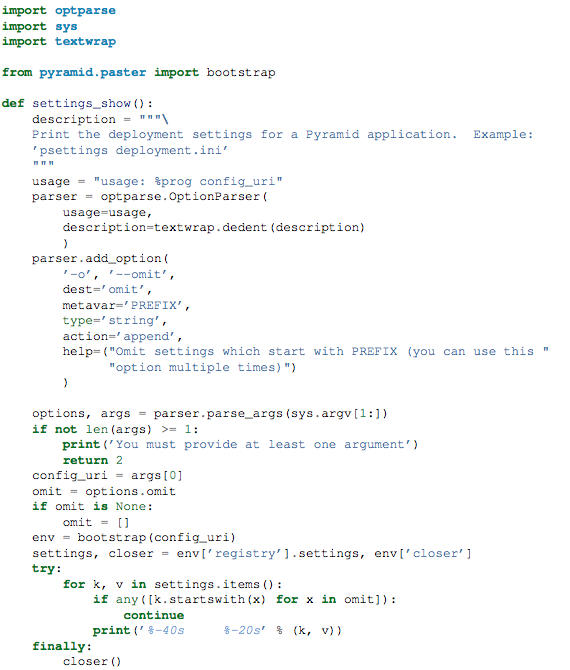 import optparse
import sys
import textwrap

from pyramid.paster import bootstrap

def settings_show():
    description = """\
    Print the deployment settings for a Pyramid application.  Example:
    ’psettings deployment.ini’
    """
    usage = "usage: %prog config_uri"
    parser = optparse.OptionParser(
        usage=usage,
        description=textwrap.dedent(description)
        )
    parser.add_option(
        ’-o’, ’--omit’,
        dest=’omit’,
        metavar=’PREFIX’,
        type=’string’,
        action=’append’,
        help=("Omit settings which start with PREFIX (you can use this "
              "option multiple times)")
        )

    options, args = parser.parse_args(sys.argv[1:])
    if not len(args) >= 1:
        print(’You must provide at least one argument’)
        return 2
    config_uri = args[0]
    omit = options.omit
    if omit is None:
        omit = []
    env = bootstrap(config_uri)
    settings, closer = env[’registry’].settings, env[’closer’]
    try:
        for k, v in settings.items():
            if any([k.startswith(x) for x in omit]):
                continue
            print(’%-40s     %-20s’ % (k, v))
    finally:
        closer()